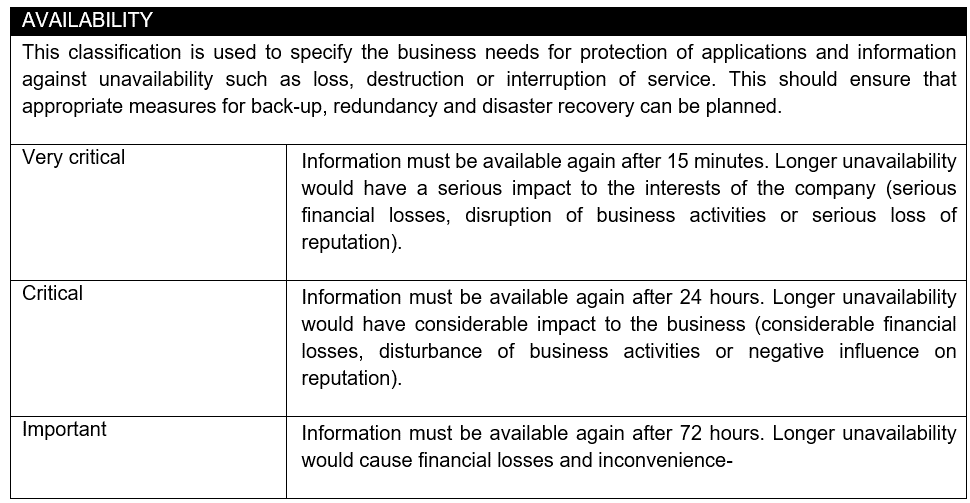 AVAILABILITY
This classification is used to specify the business needs for protection of applications and information
against unavailability such as loss, destruction or interruption of service. This should ensure that
appropriate measures for back-up, redundancy and disaster recovery can be planned.
Very critical
Information must be available again after 15 minutes. Longer unavailability
would have a serious impact to the interests of the company (serious
financial losses, disruption of business activities or serious loss of
reputation).
Critical
Information must be available again after 24 hours. Longer unavailability
would have considerable impact to the business (considerable financial
losses, disturbance of business activities or negative influence on
reputation).
Important
Information must be available again after 72 hours. Longer unavailability
would cause financial losses and inconvenience-